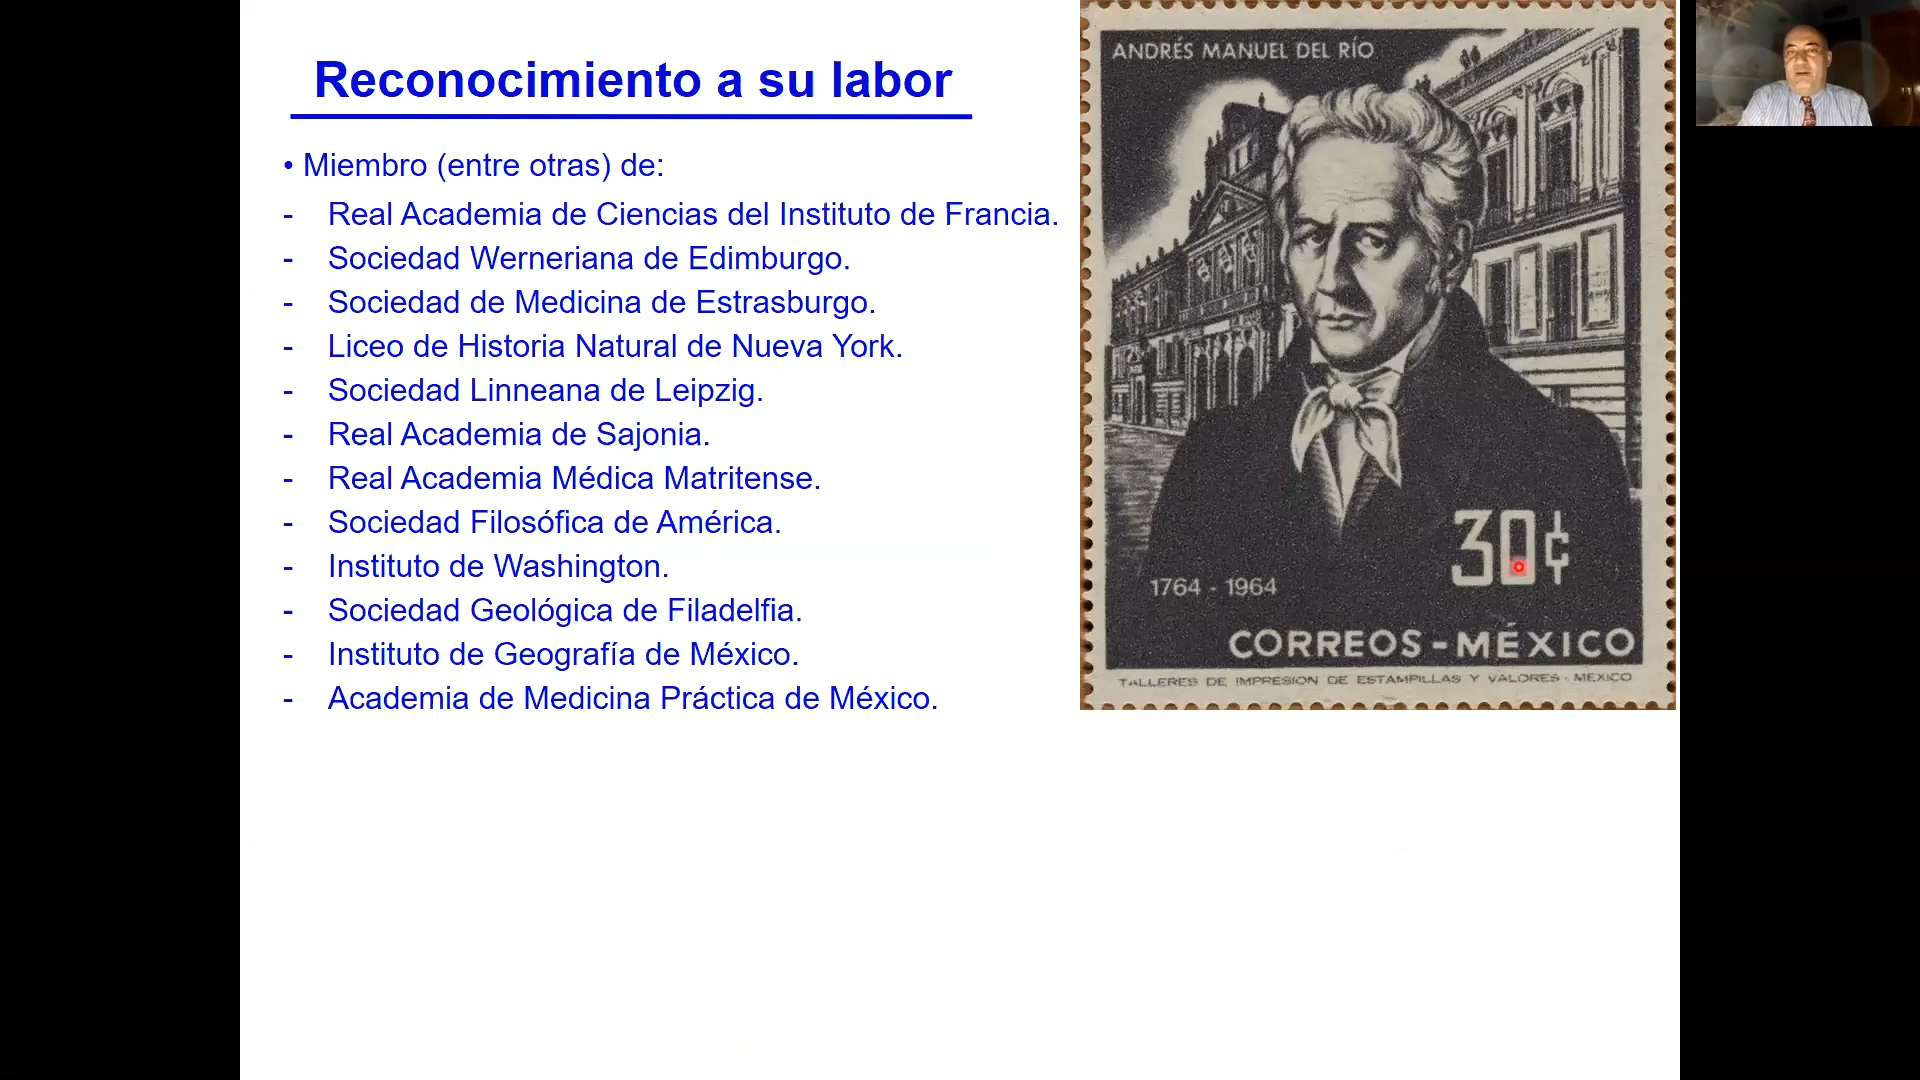 Reconocimiento a su labor
• Miembro (entre otras) de:
- Real Academia de Ciencias del Instituto de Francia.
- Sociedad Werneriana de Edimburgo.
- Sociedad de Medicina de Estrasburgo.
- Liceo de Historia Natural de Nueva York.
- Sociedad Linneana de Leipzig.
- Real Academia de Sajonia.
- Real Academia Médica Matritense.
- Sociedad Filosófica de América.
- Instituto de Washington.
- Sociedad Geológica de Filadelfia.
- Instituto de Geografía de México.
- Academia de Medicina Práctica de México.
ANDRÉS MANUEL DEL RÍO
30¢
1764 - 1964
CORREOS - MÉXICO
TALLERES DE IMPRESION DE ESTAMPILLAS Y VALORES - MEXICO